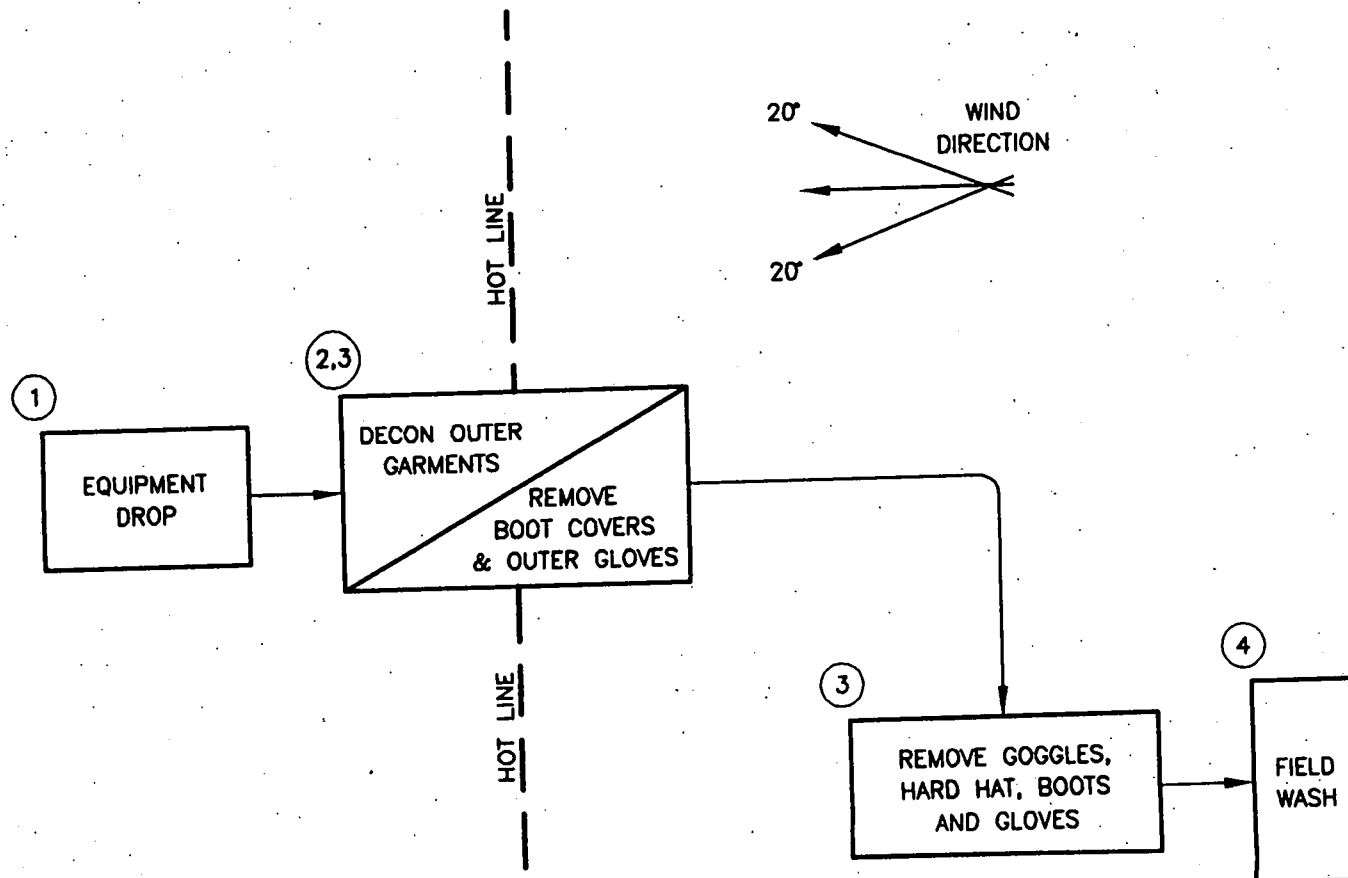 20°
WIND
DIRECTION
20°
HOT LINE
1
EQUIPMENT
DROP
2,3
DECON OUTER
GARMENTS
REMOVE
BOOT COVERS
& OUTER GLOVES
HOT LINE
3
REMOVE GOGGLES,
HARD HAT, BOOTS
AND GLOVES
4
FIELD
WASH